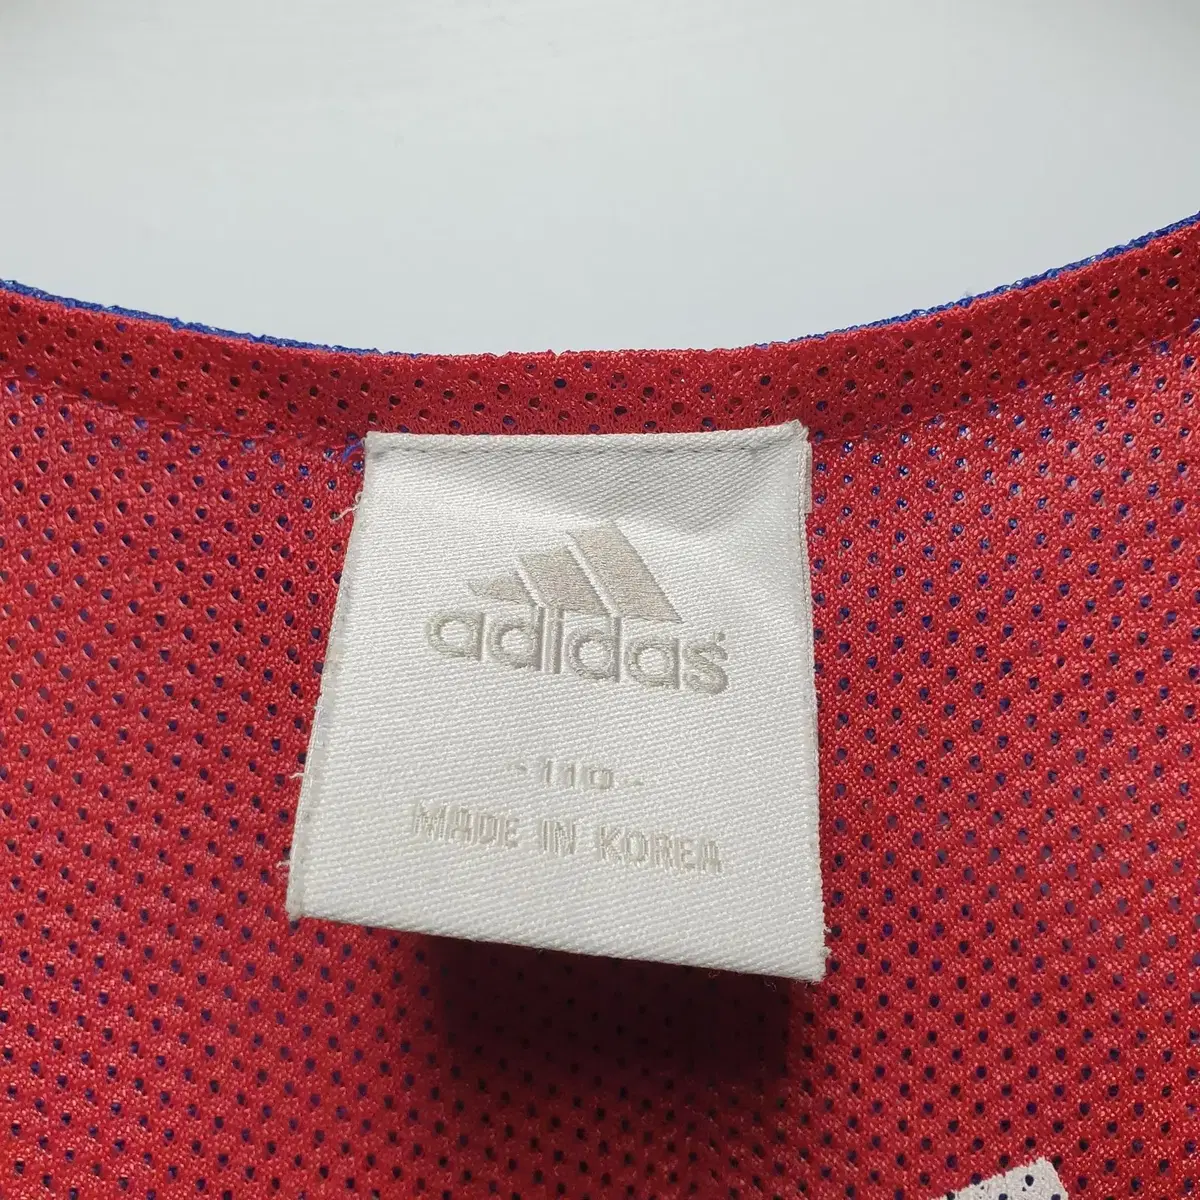 adidas
- 110 -
MADE IN KOREA